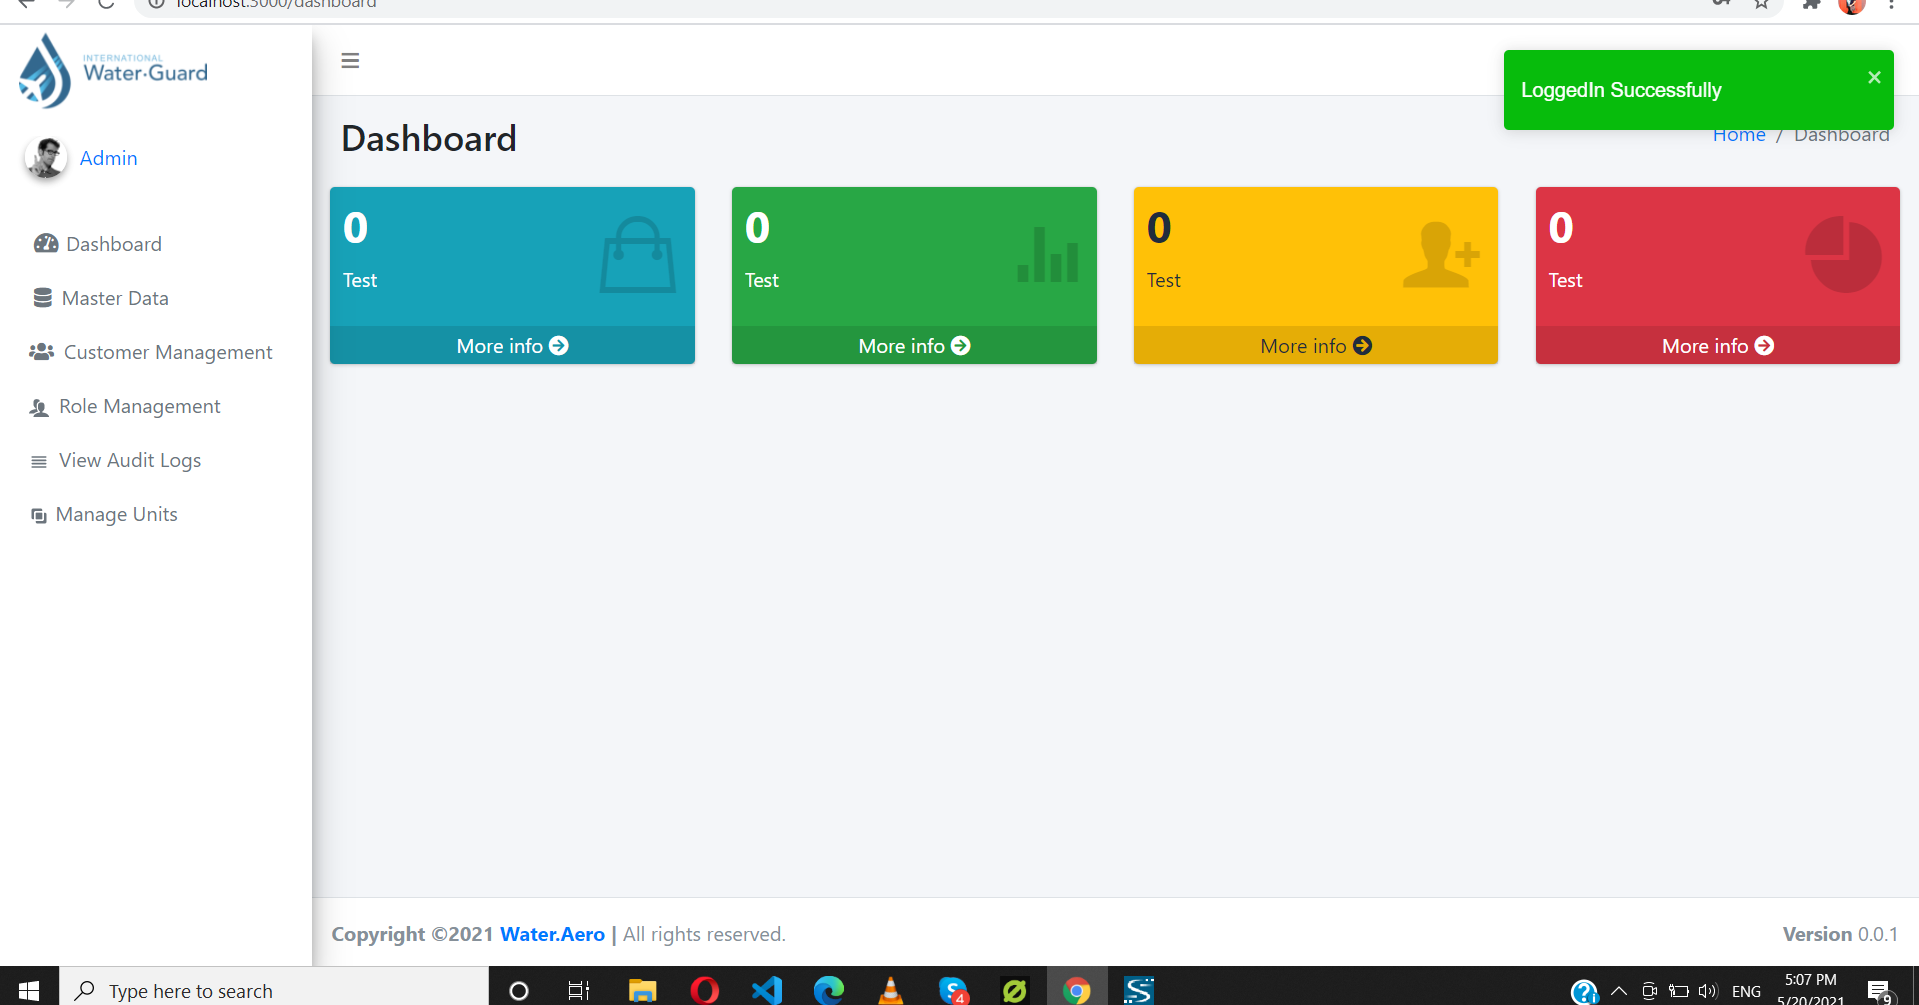 localhost:3000/dashboard
INTERNATIONAL
Water·Guard
LoggedIn Successfully
×
Dashboard
Home / Dashboard
Admin
Dashboard
Master Data
Customer Management
Role Management
View Audit Logs
Manage Units
0
Test
More info
0
Test
More info
0
Test
More info
0
Test
More info
Copyright ©2021 Water.Aero | All rights reserved.
Version 0.0.1
Type here to search
4
ENG
5:07 PM
5/20/2021
9